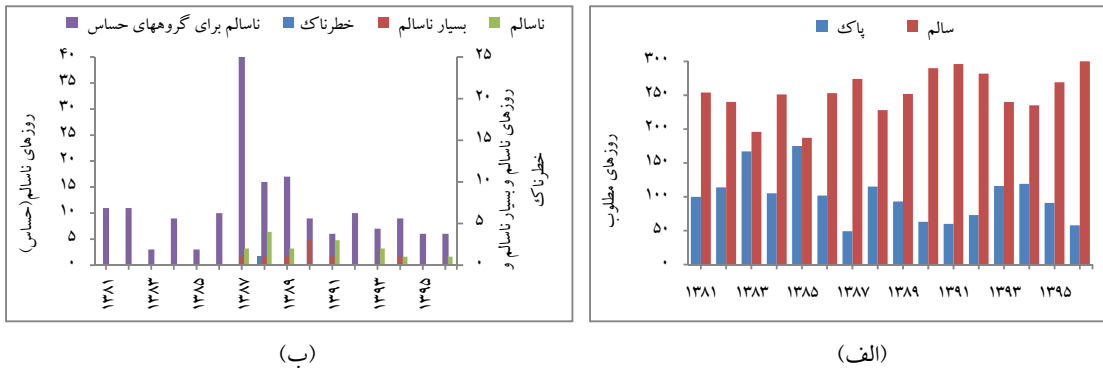 سالم پاک
روزهای مطلوب
۳۰۰
۲۵۰
۲۰۰
۱۵۰
۱۰۰
۵۰
۰
۱۳۸۱ ۱۳۸۳ ۱۳۸۵ ۱۳۸۷ ۱۳۸۹ ۱۳۹۱ ۱۳۹۳ ۱۳۹۵
(الف)
ناسالم بسیار ناسالم خطرناک ناسالم برای گروههای حساس
روزهای ناسالم(حساس)
۴۰
۳۵
۳۰
۲۵
۲۰
۱۵
۱۰
۵
۰
روزهای ناسالم و بسیار ناسالم و
خطرناک
۲۵
۲۰
۱۵
۱۰
۵
۰
۱۳۸۱ ۱۳۸۳ ۱۳۸۵ ۱۳۸۷ ۱۳۸۹ ۱۳۹۱ ۱۳۹۳ ۱۳۹۵
(ب)